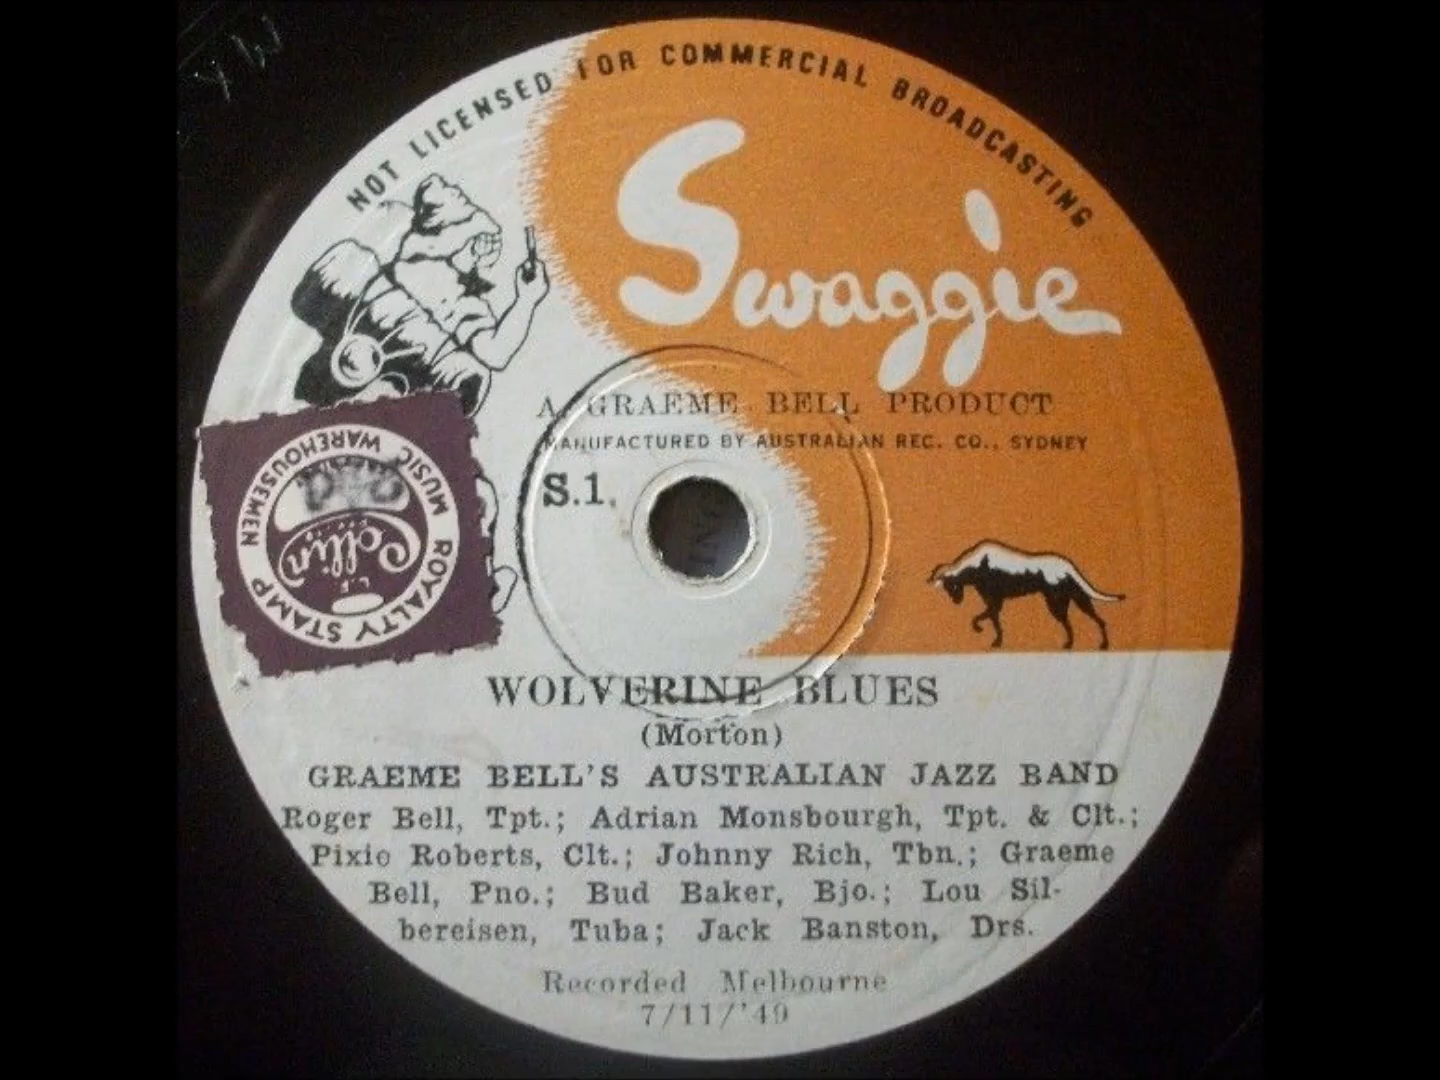 NOT LICENSED FOR COMMERCIAL BROADCASTING
Swaggie
A GRAEME BELL PRODUCT
MANUFACTURED BY AUSTRALIAN REC. CO., SYDNEY
S.1.
MUSIC WAREHOUSEMEN
Collin
ROYALTY STAMP
WOLVERINE BLUES
(Morton)
GRAEME BELL'S AUSTRALIAN JAZZ BAND
Roger Bell, Tpt.; Adrian Monsbourgh, Tpt. & Clt.;
Pixie Roberts, Clt.; Johnny Rich, Tbn.; Graeme
Bell, Pno.; Bud Baker, Bjo.; Lou Sil-
bereisen, Tuba; Jack Banston, Drs.
Recorded Melbourne
7/11/'49